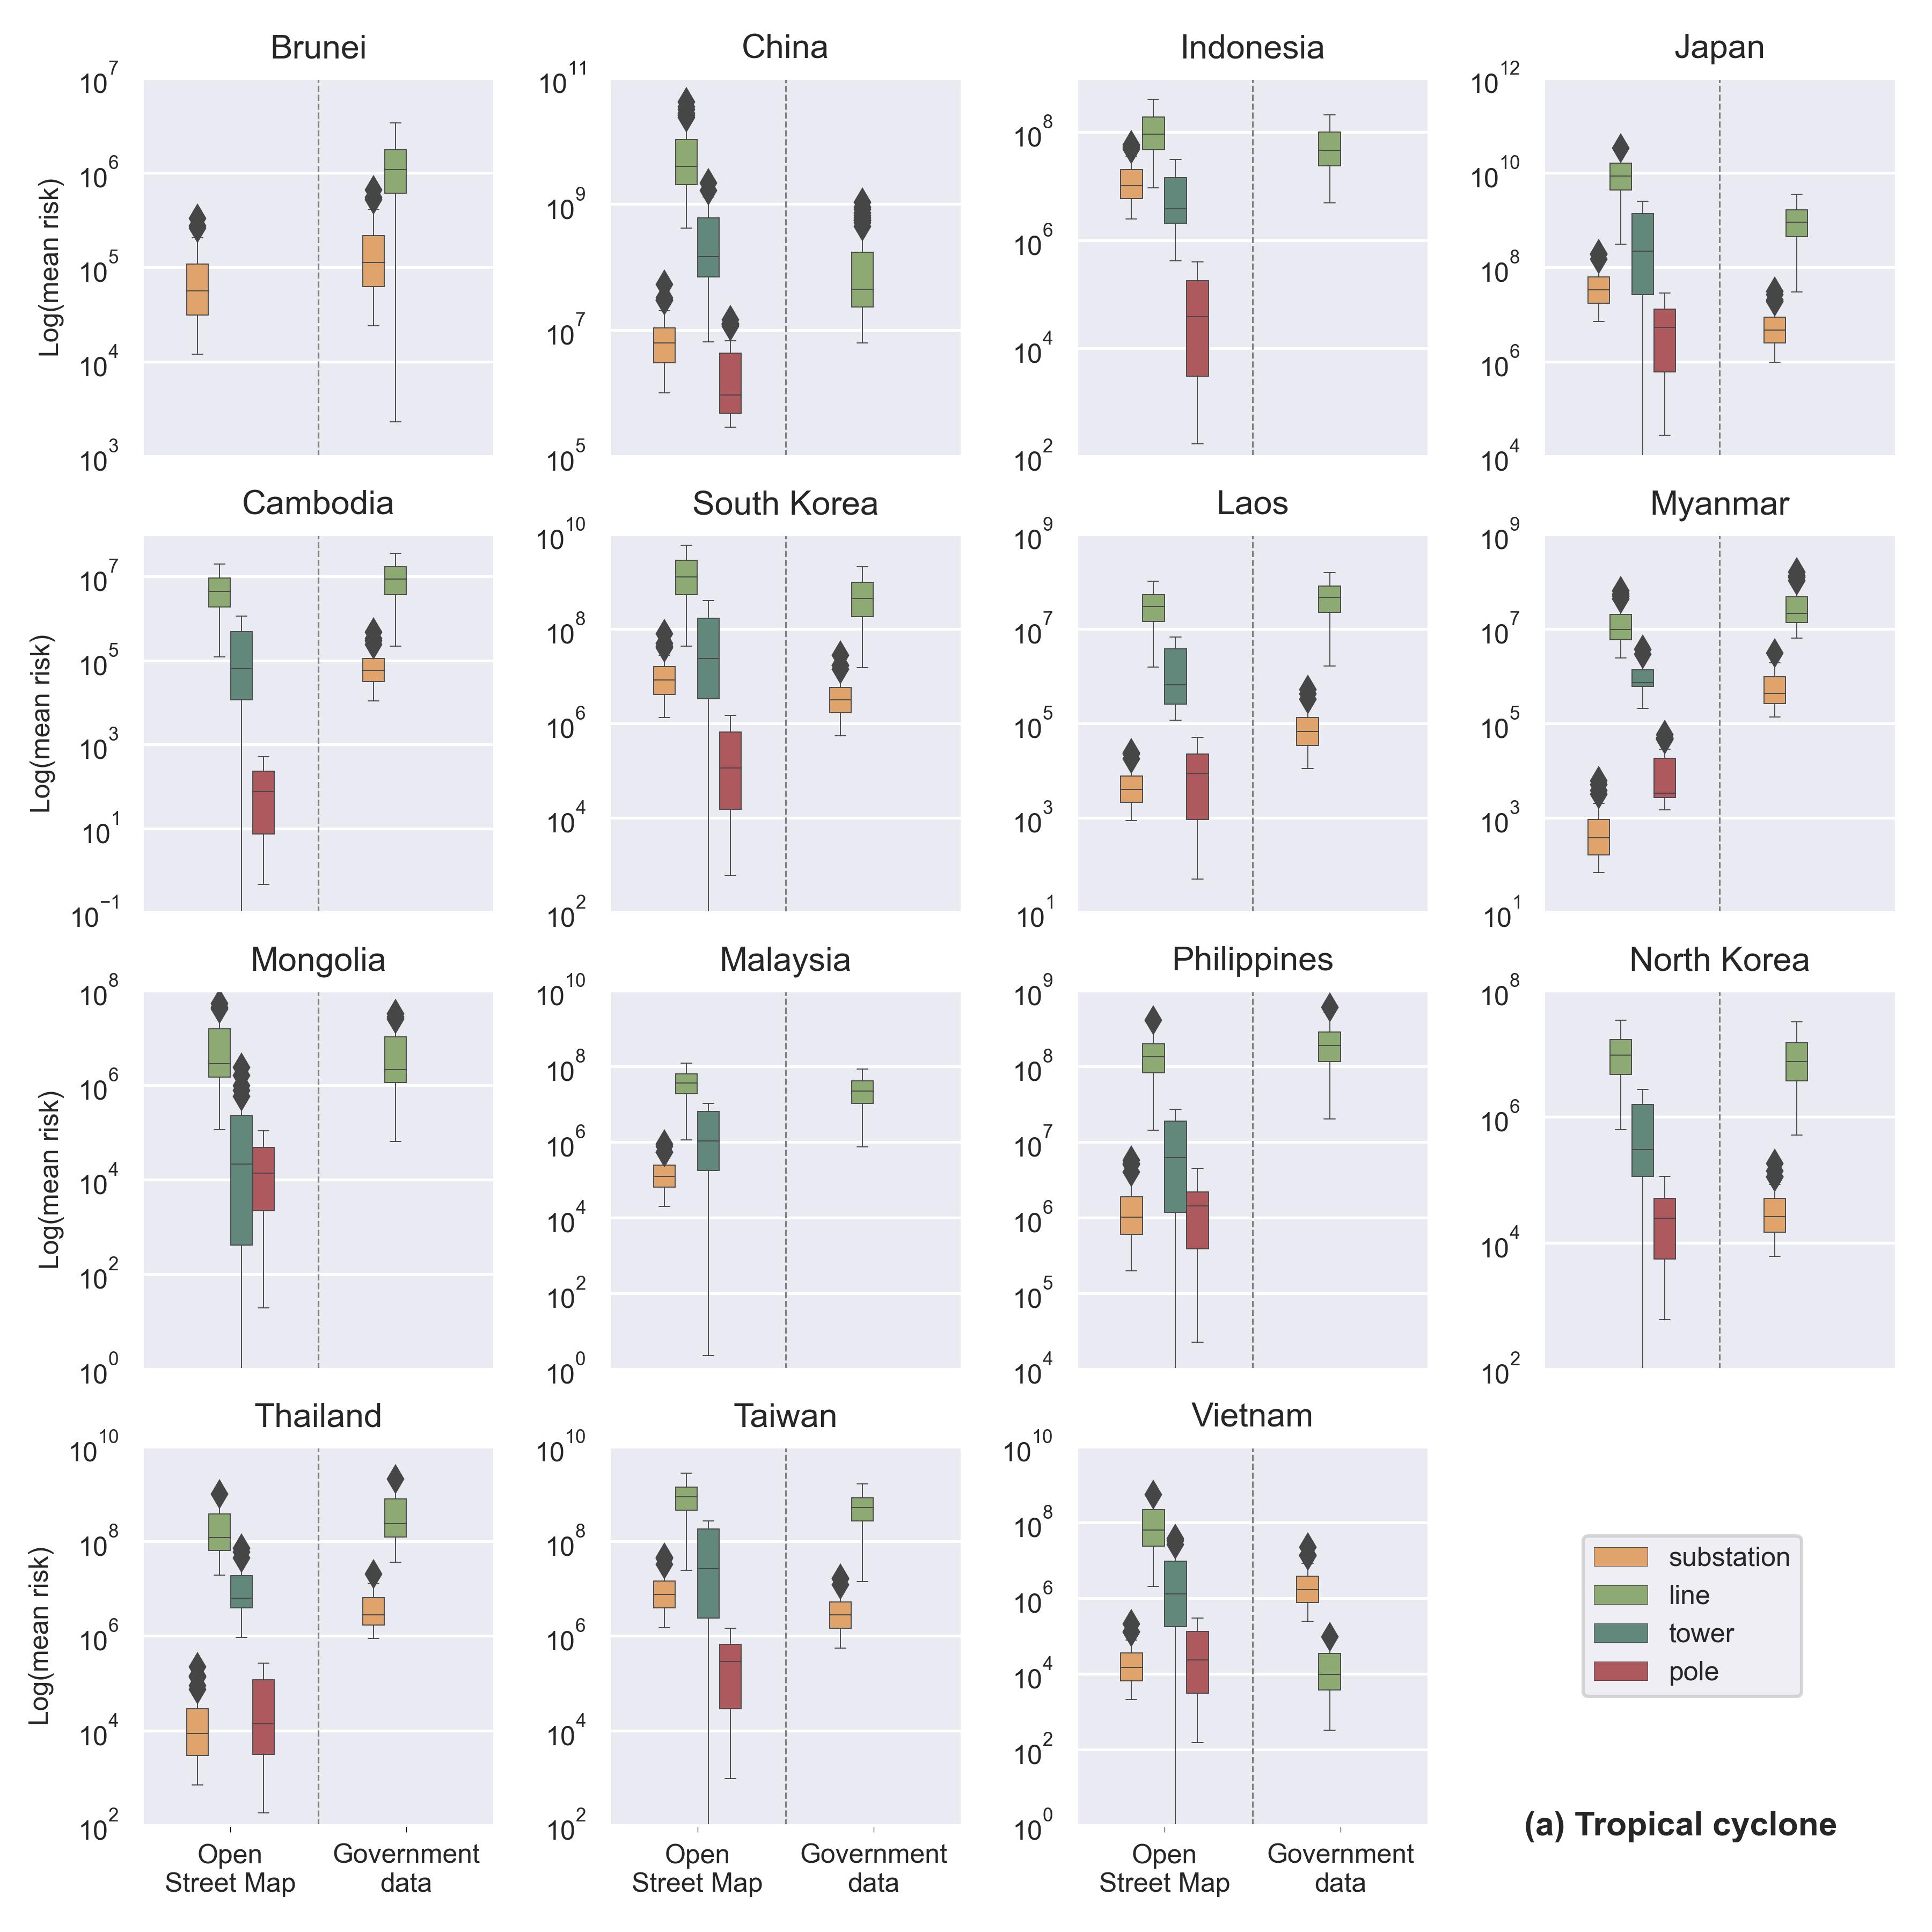 Brunei
China
Indonesia
Japan
10^7
10^6
10^5
10^4
10^3
Log(mean risk)
10^11
10^9
10^7
10^5
10^8
10^6
10^4
10^2
10^12
10^10
10^8
10^6
10^4
Cambodia
South Korea
Laos
Myanmar
10^7
10^5
10^3
10^1
10^−1
Log(mean risk)
10^10
10^8
10^6
10^4
10^2
10^9
10^7
10^5
10^3
10^1
10^9
10^7
10^5
10^3
10^1
Mongolia
Malaysia
Philippines
North Korea
10^8
10^6
10^4
10^2
10^0
Log(mean risk)
10^10
10^8
10^6
10^4
10^2
10^0
10^9
10^8
10^7
10^6
10^5
10^4
10^8
10^6
10^4
10^2
Thailand
Taiwan
Vietnam
10^10
10^8
10^6
10^4
10^2
Log(mean risk)
10^10
10^8
10^6
10^4
10^2
10^10
10^8
10^6
10^4
10^2
10^0
substation
line
tower
pole
(a) Tropical cyclone
Open
Street Map
Government
data
Open
Street Map
Government
data
Open
Street Map
Government
data